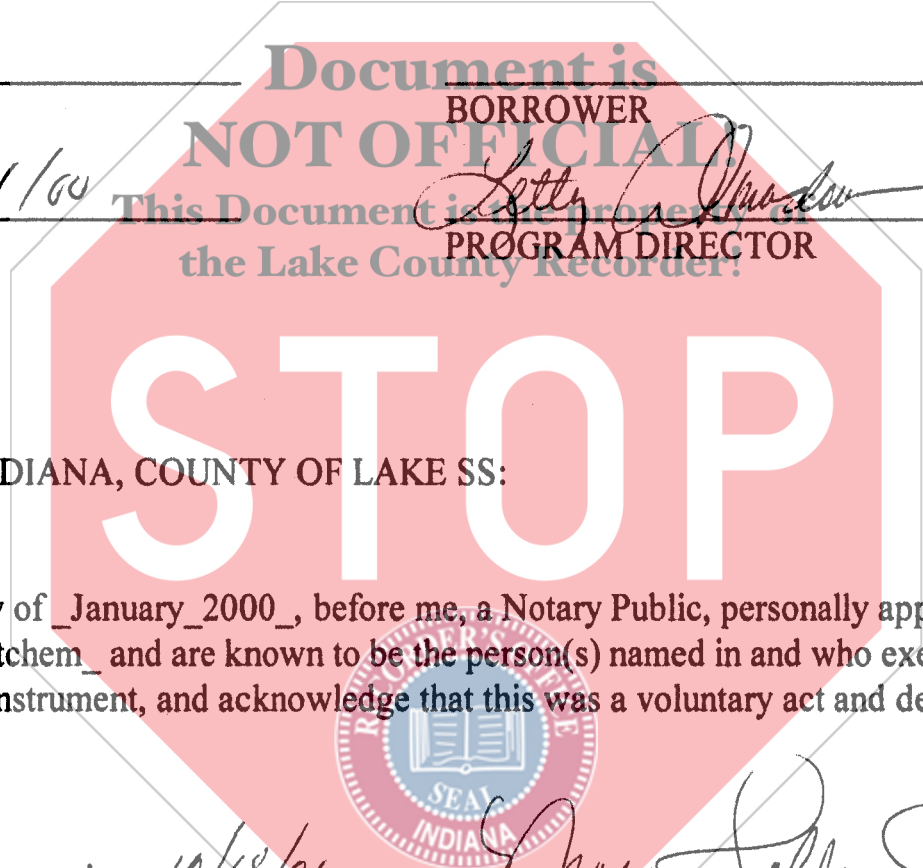 Document is
BORROWER
NOT OFFICIAL!
/00
This Document is the property of
PROGRAM DIRECTOR
the Lake County Recorder!
STOP
DIANA, COUNTY OF LAKE SS:
of _January_2000_, before me, a Notary Public, personally app
tchem_ and are known to be the person(s) named in and who exe
nstrument, and acknowledge that this was a voluntary act and de
RECORDER'S OFFICE
SEAL
INDIANA